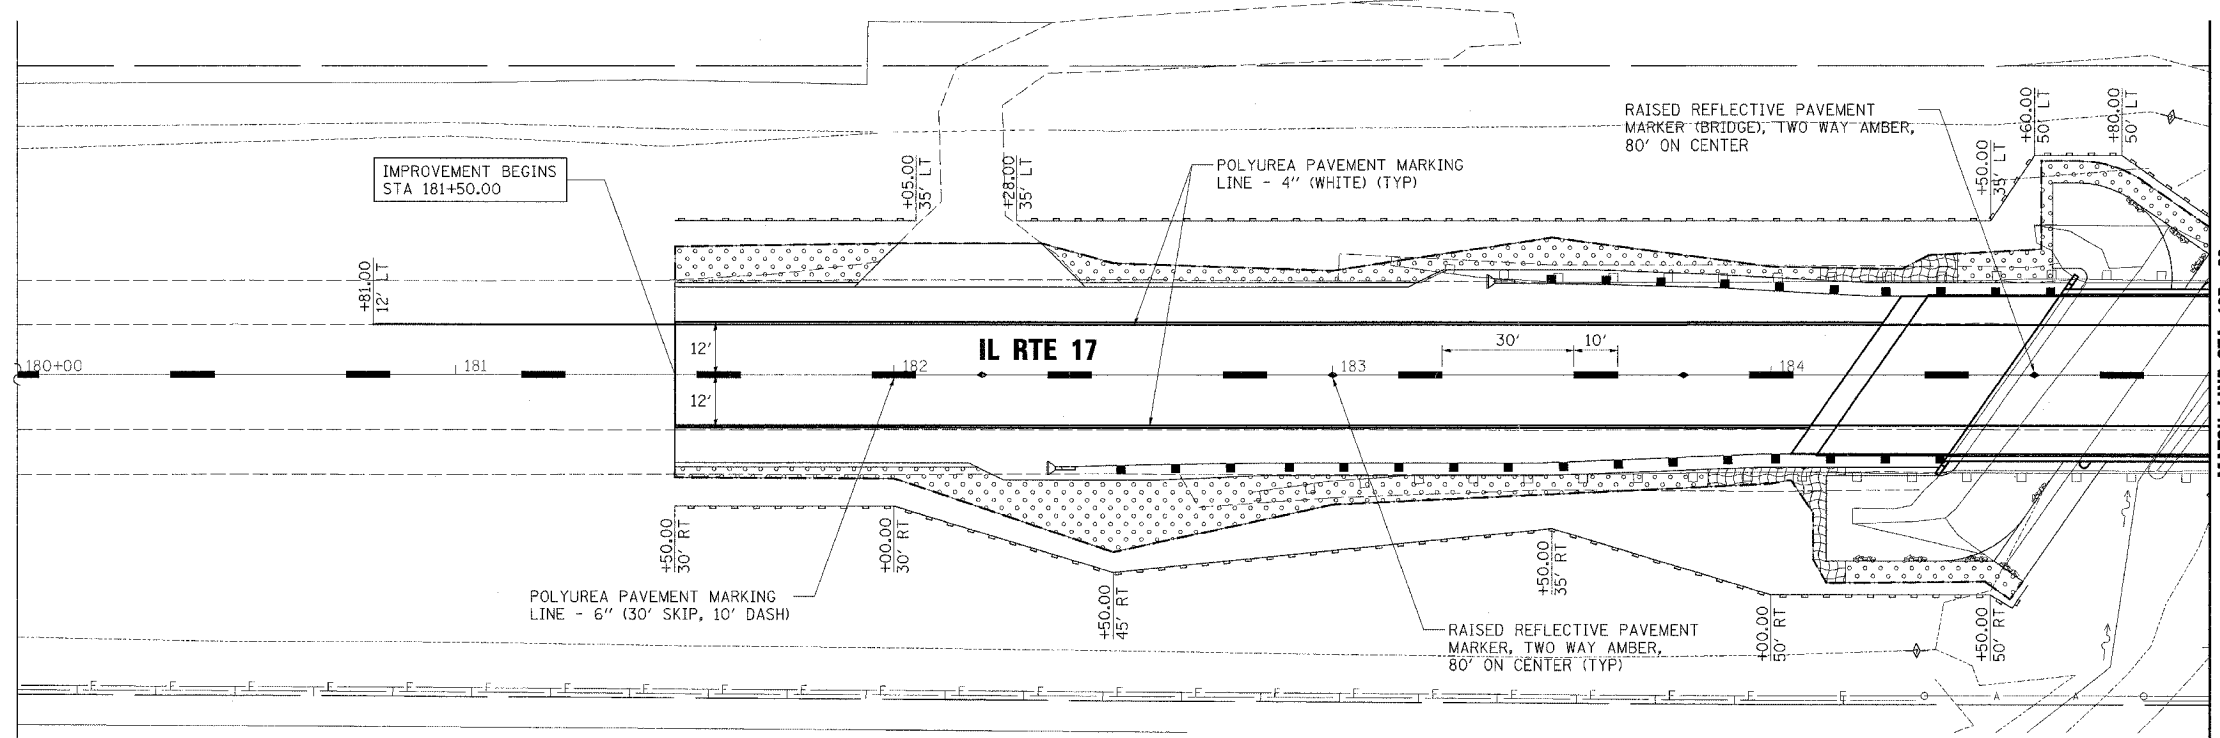 RAISED REFLECTIVE PAVEMENT
MARKER (BRIDGE), TWO WAY AMBER,
80' ON CENTER
+60.00
50' LT
+80.00
50' LT
IMPROVEMENT BEGINS
STA 181+50.00
+05.00
35' LT
+28.00
35' LT
POLYUREA PAVEMENT MARKING
LINE - 4" (WHITE) (TYP)
+50.00
35' LT
+81.00
12' LT
12'
IL RTE 17
30'
10'
180+00
181
182
183
184
12'
+50.00
30' RT
+00.00
30' RT
+50.00
45' RT
+50.00
35' RT
+00.00
50' RT
+50.00
50' RT
POLYUREA PAVEMENT MARKING
LINE - 6" (30' SKIP, 10' DASH)
RAISED REFLECTIVE PAVEMENT
MARKER, TWO WAY AMBER,
80' ON CENTER (TYP)
E E E E E E E E E E E E E E E E E E E E E E E
A A